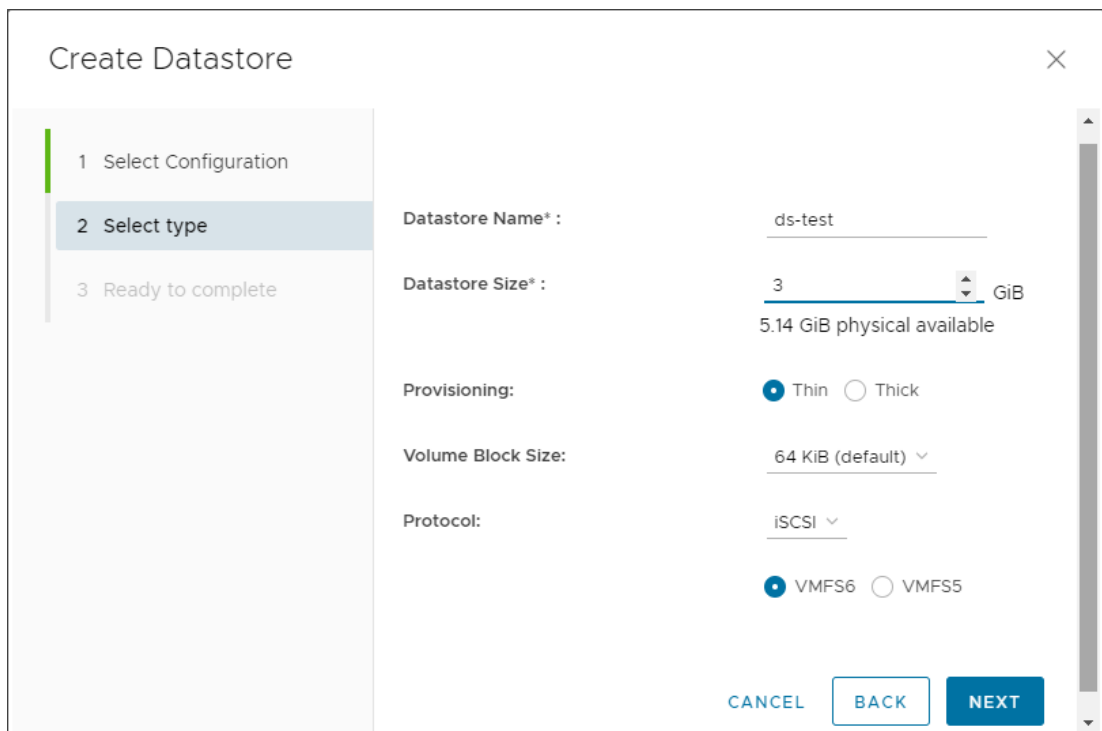 Create Datastore
1 Select Configuration
2 Select type
3 Ready to complete
Datastore Name* : ds-test
Datastore Size* : 3 GiB
5.14 GiB physical available
Provisioning: Thin Thick
Volume Block Size: 64 KiB (default)
Protocol: iSCSI
VMFS6 VMFS5
CANCEL BACK NEXT